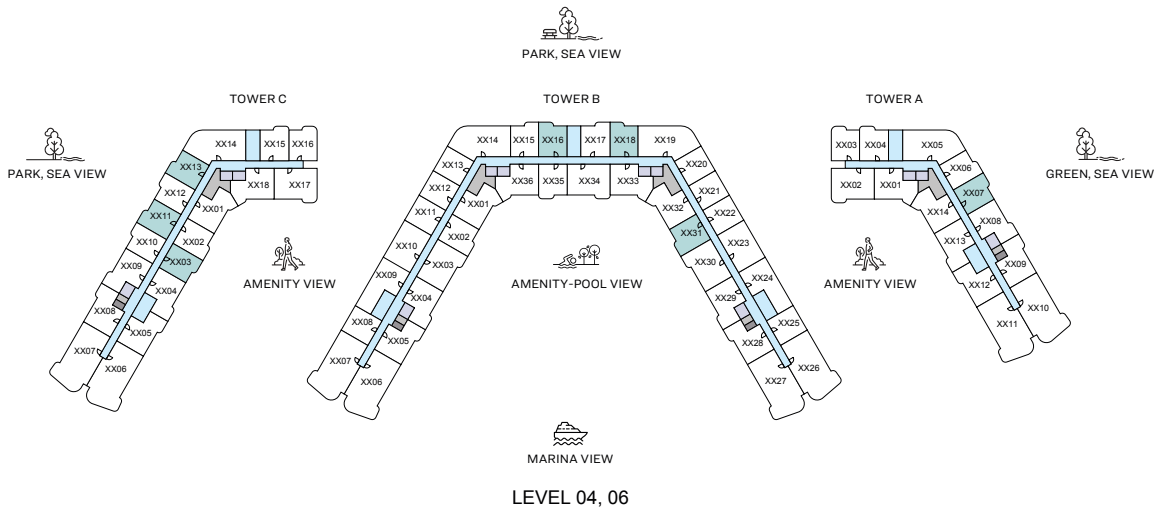 PARK, SEA VIEW
TOWER C
TOWER B
TOWER A
PARK, SEA VIEW
GREEN, SEA VIEW
XX14
XX15
XX16
XX13
XX12
XX11
XX10
XX09
XX08
XX07
XX06
XX05
XX04
XX03
XX02
XX01
XX18
XX17
XX14
XX15
XX16
XX17
XX18
XX19
XX13
XX12
XX11
XX10
XX09
XX08
XX07
XX06
XX05
XX04
XX03
XX02
XX01
XX36
XX35
XX34
XX33
XX32
XX31
XX30
XX29
XX28
XX27
XX26
XX25
XX24
XX23
XX22
XX21
XX20
XX03
XX04
XX05
XX02
XX01
XX06
XX07
XX08
XX09
XX10
XX11
XX12
XX13
XX14
AMENITY VIEW
AMENITY-POOL VIEW
AMENITY VIEW
MARINA VIEW
LEVEL 04, 06